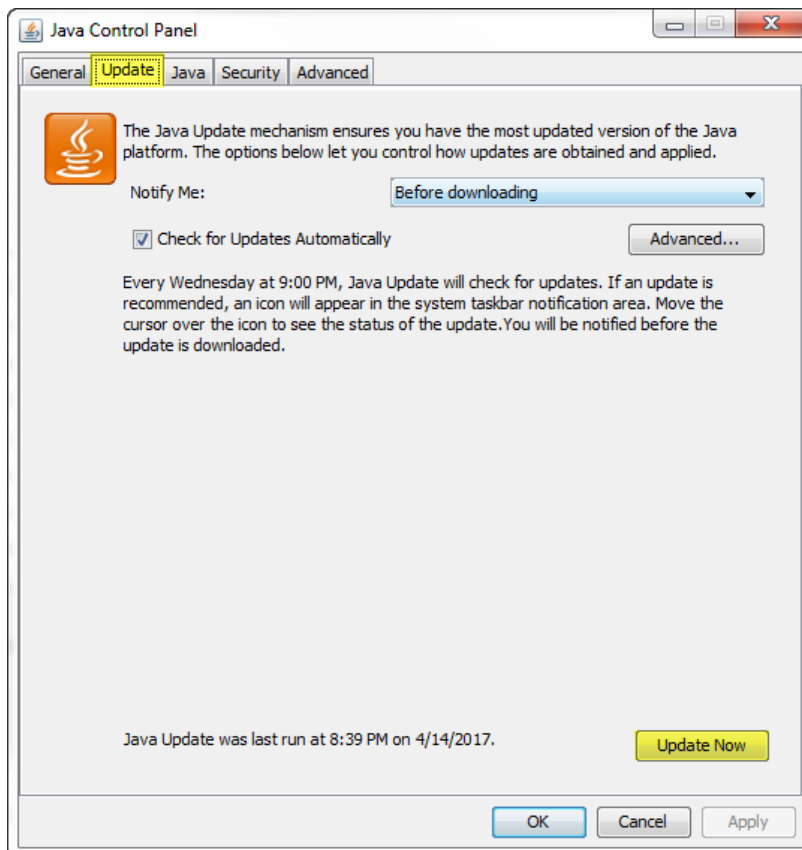 Java Control Panel
General Update Java Security Advanced
The Java Update mechanism ensures you have the most updated version of the Java
platform. The options below let you control how updates are obtained and applied.
Notify Me: Before downloading
Check for Updates Automatically Advanced...
Every Wednesday at 9:00 PM, Java Update will check for updates. If an update is
recommended, an icon will appear in the system taskbar notification area. Move the
cursor over the icon to see the status of the update.You will be notified before the
update is downloaded.
Java Update was last run at 8:39 PM on 4/14/2017. Update Now
OK Cancel Apply